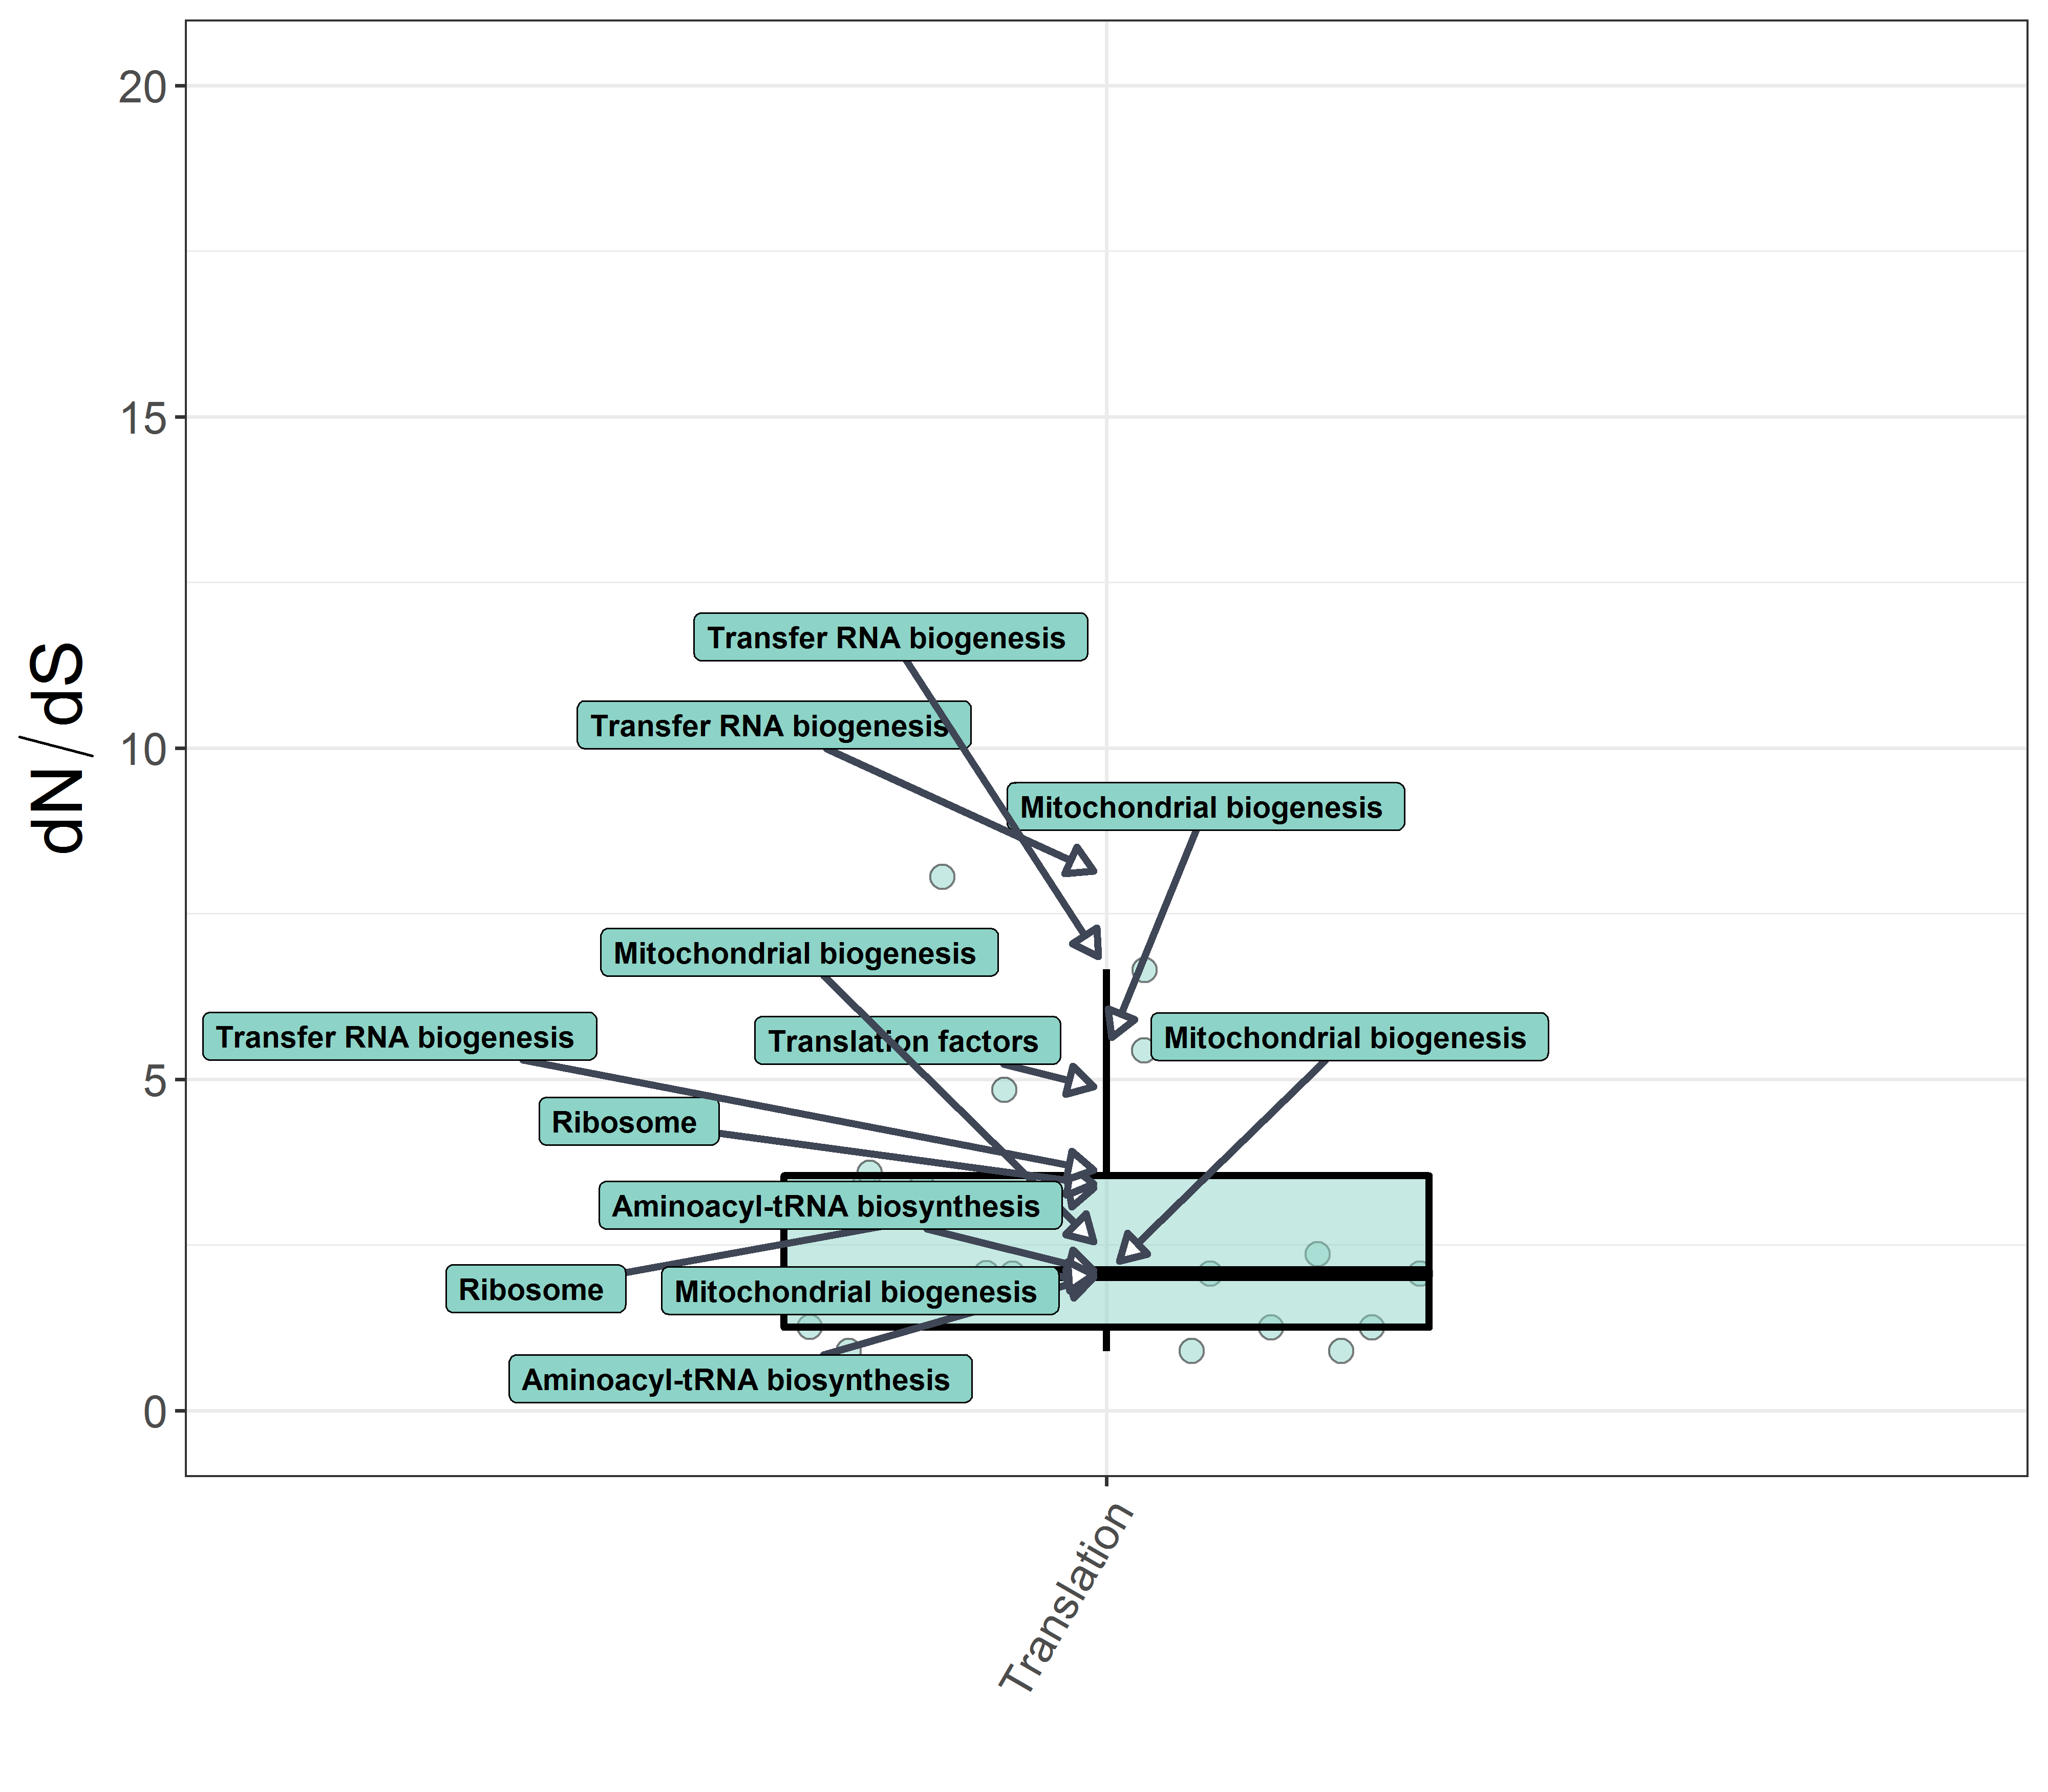 20
15
10
5
0
dN / dS
Transfer RNA biogenesis
Transfer RNA biogenesis
Mitochondrial biogenesis
Mitochondrial biogenesis
Transfer RNA biogenesis
Translation factors
Mitochondrial biogenesis
Ribosome
Aminoacyl-tRNA biosynthesis
Ribosome
Mitochondrial biogenesis
Aminoacyl-tRNA biosynthesis
Translation